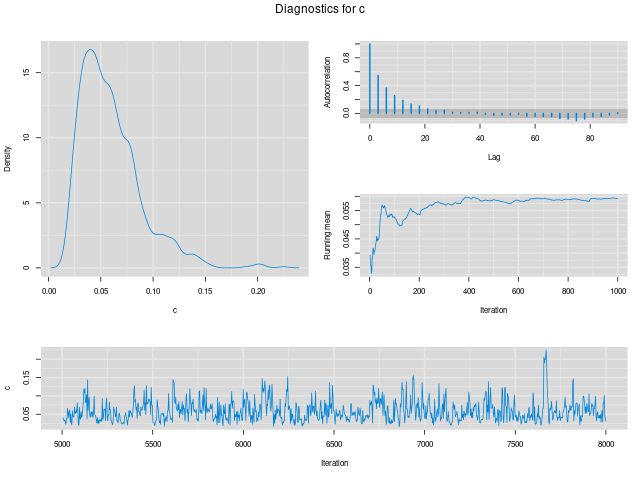 Diagnostics for c
Density
15
10
5
0
0.00 0.05 0.10 0.15 0.20
c
Autocorrelation
0.8
0.4
0.0
0 20 40 60 80
Lag
Running mean
0.055
0.045
0.035
0 200 400 600 800 1000
Iteration
c
0.15
0.05
5000 5500 6000 6500 7000 7500 8000
Iteration